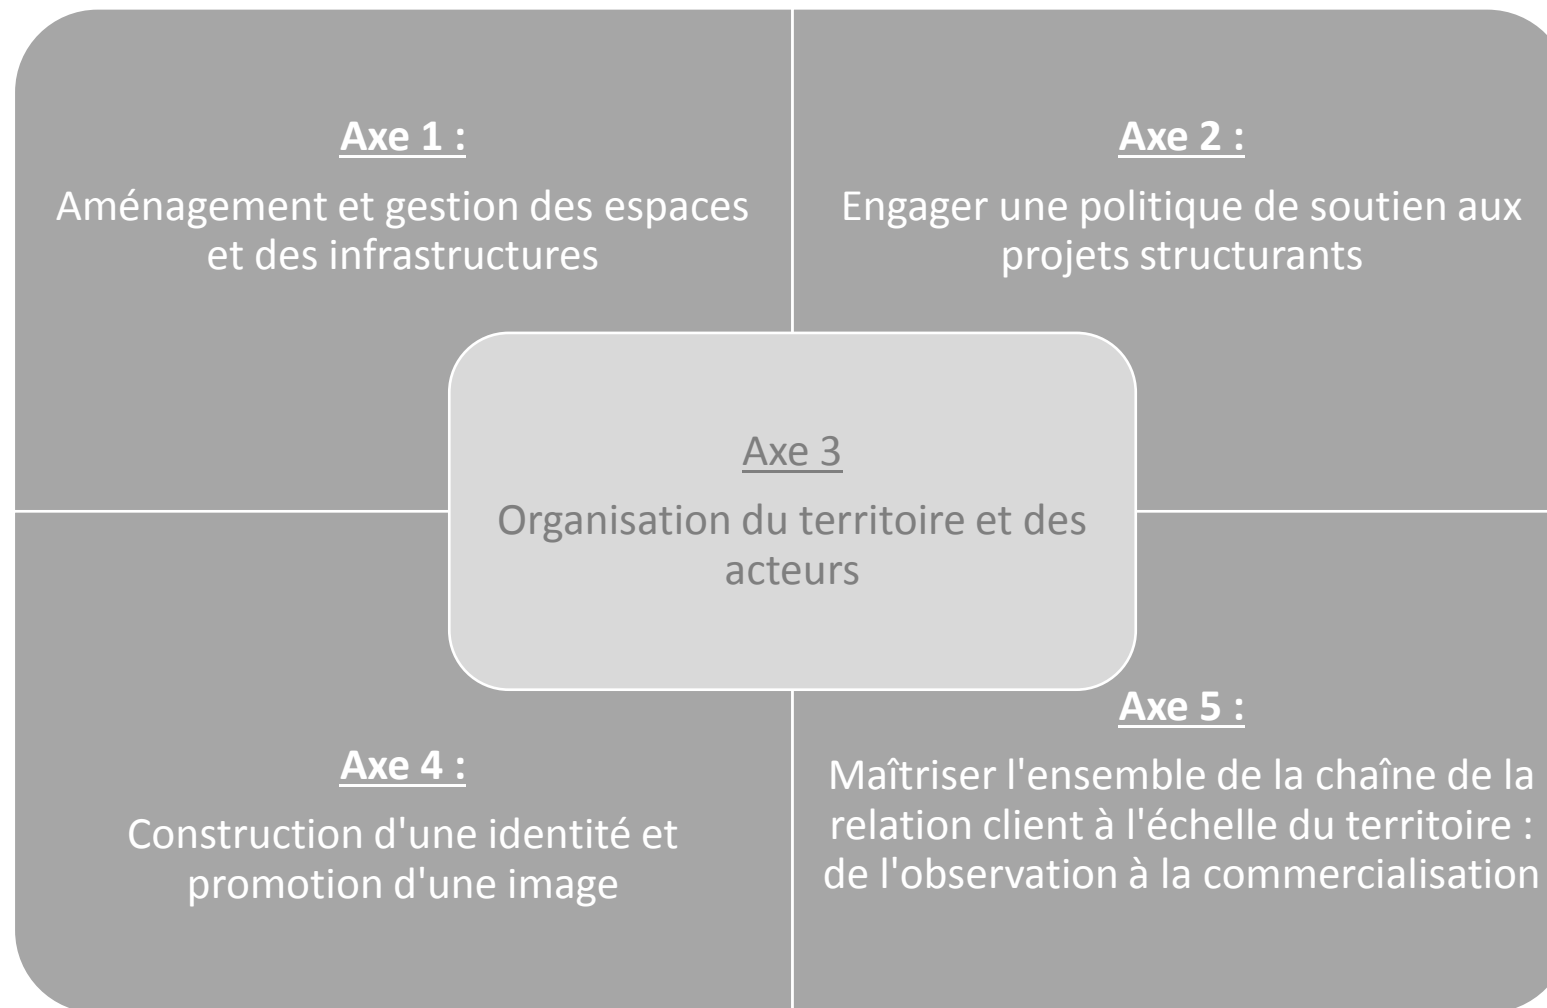 Axe 1 :
Aménagement et gestion des espaces
et des infrastructures
Axe 2 :
Engager une politique de soutien aux
projets structurants
Axe 3
Organisation du territoire et des
acteurs
Axe 4 :
Construction d'une identité et
promotion d'une image
Axe 5 :
Maîtriser l'ensemble de la chaîne de la
relation client à l'échelle du territoire :
de l'observation à la commercialisation